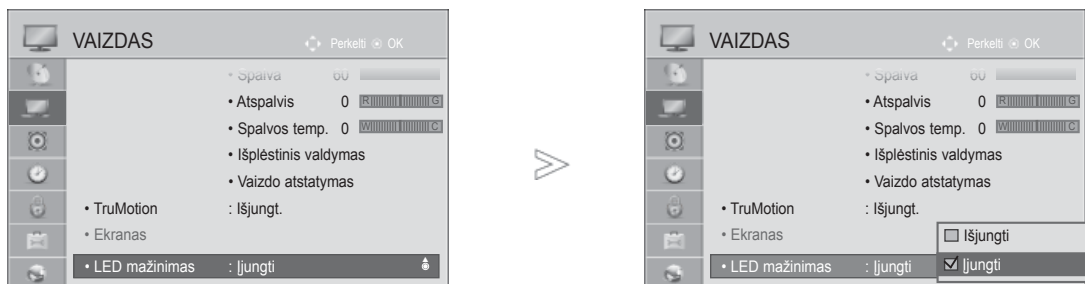 VAIZDAS Perkelti OK
• Spalva 60
• Atspalvis 0 R G
• Spalvos temp. 0 W C
• Išplėstinis valdymas
• Vaizdo atstatymas
• TruMotion : Išjungt.
• Ekranas
• LED mažinimas : Įjungti
VAIZDAS Perkelti OK
• Spalva 60
• Atspalvis 0 R G
• Spalvos temp. 0 W C
• Išplėstinis valdymas
• Vaizdo atstatymas
• TruMotion : Išjungt.
• Ekranas
• LED mažinimas : Įjungti
Išjungti
Įjungti